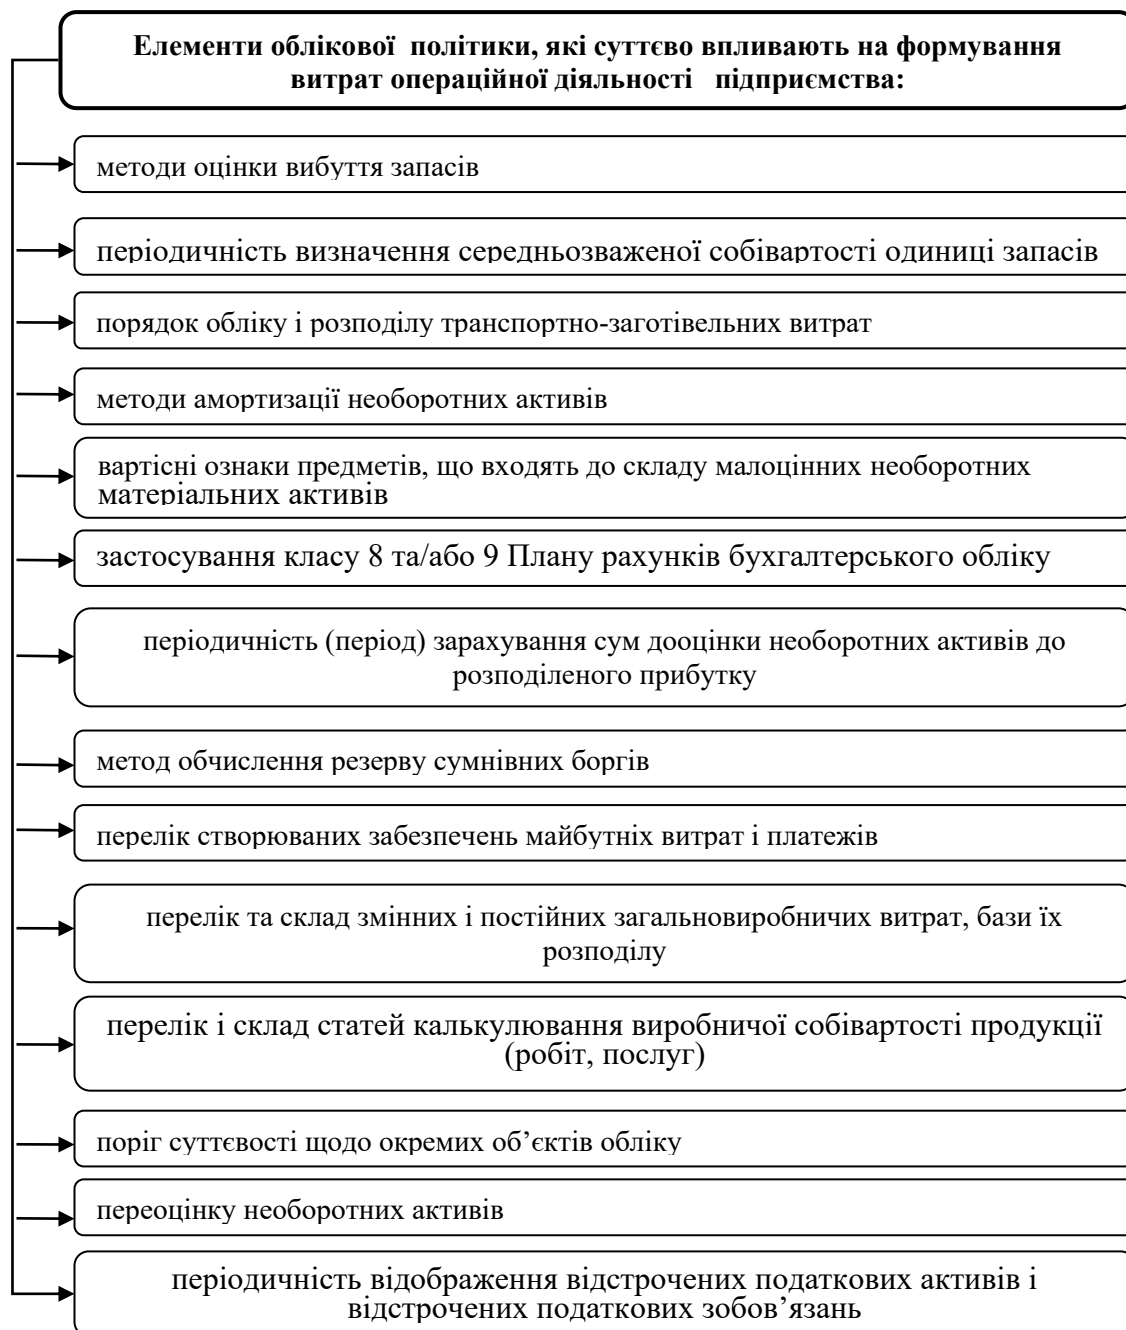 Елементи облікової політики, які суттєво впливають на формування
витрат операційної діяльності підприємства:
методи оцінки вибуття запасів
періодичність визначення середньозваженої собівартості одиниці запасів
порядок обліку і розподілу транспортно-заготівельних витрат
методи амортизації необоротних активів
вартісні ознаки предметів, що входять до складу малоцінних необоротних
матеріальних активів
застосування класу 8 та/або 9 Плану рахунків бухгалтерського обліку
періодичність (період) зарахування сум дооцінки необоротних активів до
розподіленого прибутку
метод обчислення резерву сумнівних боргів
перелік створюваних забезпечень майбутніх витрат і платежів
перелік та склад змінних і постійних загальновиробничих витрат, бази їх
розподілу
перелік і склад статей калькулювання виробничої собівартості продукції
(робіт, послуг)
поріг суттєвості щодо окремих об’єктів обліку
переоцінку необоротних активів
періодичність відображення відстрочених податкових активів і
відстрочених податкових зобов’язань